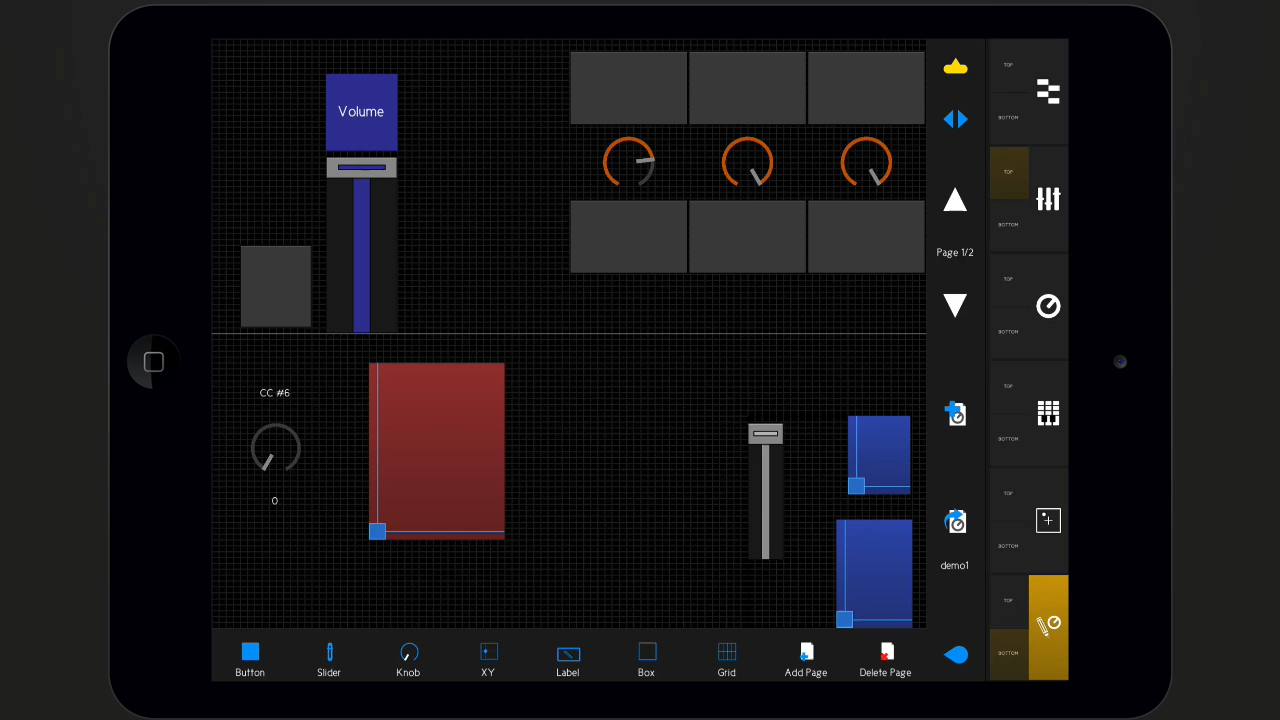 Volume
CC #6
0
Page 1/2
demo1
TOP
BOTTOM
TOP
BOTTOM
TOP
BOTTOM
TOP
BOTTOM
TOP
BOTTOM
TOP
BOTTOM
Button
Slider
Knob
XY
Label
Box
Grid
Add Page
Delete Page